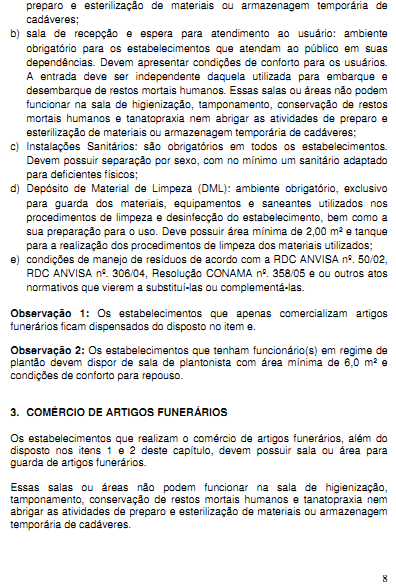 preparo e esterilização de materiais ou armazenagem temporária de
cadáveres;
b) sala de recepção e espera para atendimento ao usuário: ambiente
obrigatório para os estabelecimentos que atendam ao público em suas
dependências. Devem apresentar condições de conforto para os usuários.
A entrada deve ser independente daquela utilizada para embarque e
desembarque de restos mortais humanos. Essas salas ou áreas não podem
funcionar na sala de higienização, tamponamento, conservação de restos
mortais humanos e tanatopraxia nem abrigar as atividades de preparo e
esterilização de materiais ou armazenagem temporária de cadáveres;
c) Instalações Sanitários: são obrigatórios em todos os estabelecimentos.
Devem possuir separação por sexo, com no mínimo um sanitário adaptado
para deficientes físicos;
d) Depósito de Material de Limpeza (DML): ambiente obrigatório, exclusivo
para guarda dos materiais, equipamentos e saneantes utilizados nos
procedimentos de limpeza e desinfecção do estabelecimento, bem como a
sua preparação para o uso. Deve possuir área mínima de 2,00 m² e tanque
para a realização dos procedimentos de limpeza dos materiais utilizados;
e) condições de manejo de resíduos de acordo com a RDC ANVISA nº. 50/02,
RDC ANVISA nº. 306/04, Resolução CONAMA nº. 358/05 e ou outros atos
normativos que vierem a substituí-las ou complementá-las.
Observação 1: Os estabelecimentos que apenas comercializam artigos
funerários ficam dispensados do disposto no item e.
Observação 2: Os estabelecimentos que tenham funcionário(s) em regime de
plantão devem dispor de sala de plantonista com área mínima de 6,0 m² e
condições de conforto para repouso.
3. COMÉRCIO DE ARTIGOS FUNERÁRIOS
Os estabelecimentos que realizam o comércio de artigos funerários, além do
disposto nos itens 1 e 2 deste capítulo, devem possuir sala ou área para
guarda de artigos funerários.
Essas salas ou áreas não podem funcionar na sala de higienização,
tamponamento, conservação de restos mortais humanos e tanatopraxia nem
abrigar as atividades de preparo e esterilização de materiais ou armazenagem
temporária de cadáveres.
8